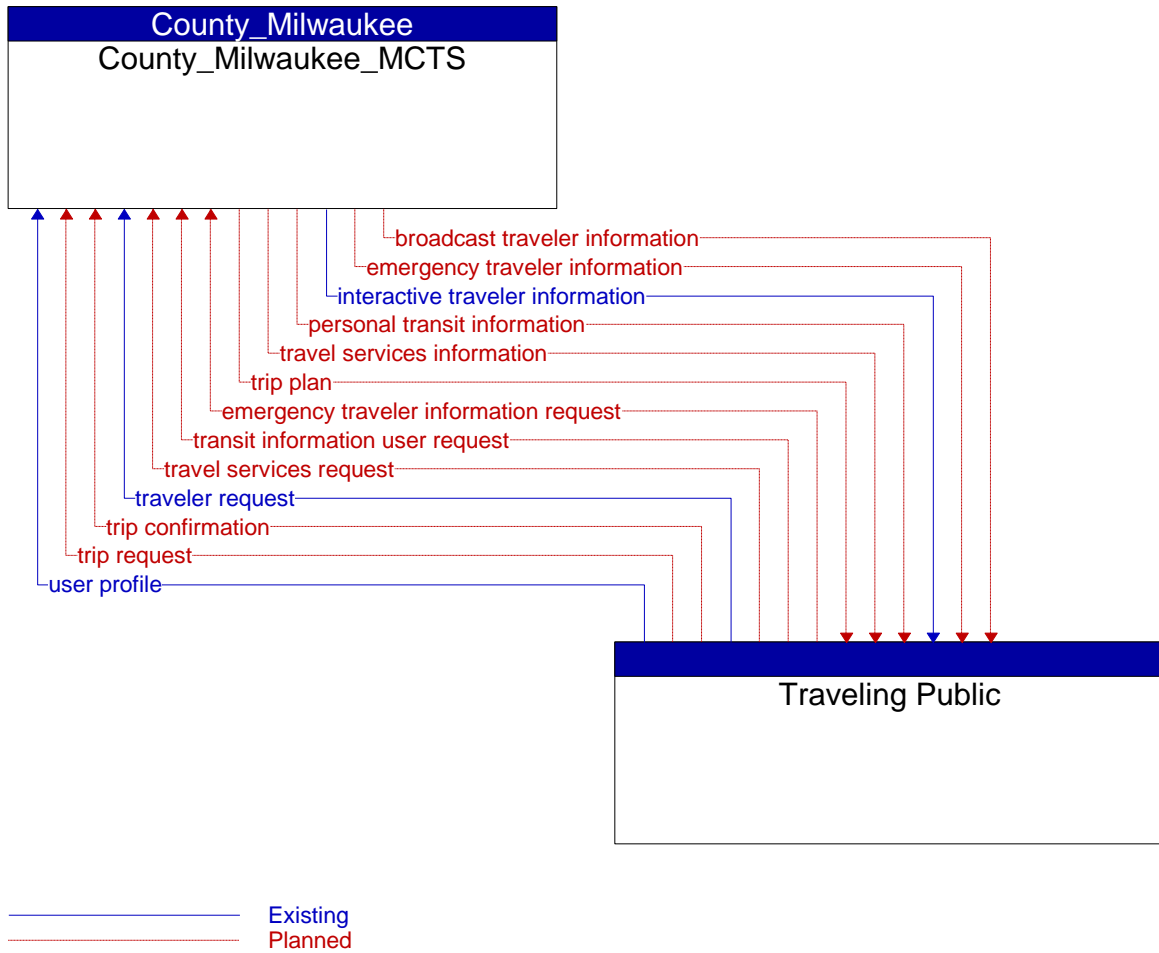 County_Milwaukee
County_Milwaukee_MCTS
broadcast traveler information
emergency traveler information
interactive traveler information
personal transit information
travel services information
trip plan
emergency traveler information request
transit information user request
travel services request
traveler request
trip confirmation
trip request
user profile
Traveling Public
Existing
Planned